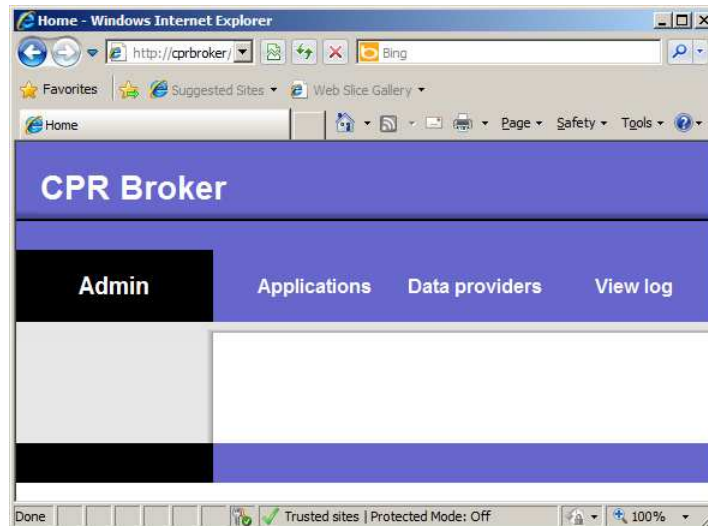 Home - Windows Internet Explorer
http://cprbroker/
Bing
Favorites Suggested Sites Web Slice Gallery
Home Page Safety Tools
CPR Broker
Admin Applications Data providers View log
Done Trusted sites | Protected Mode: Off 100%